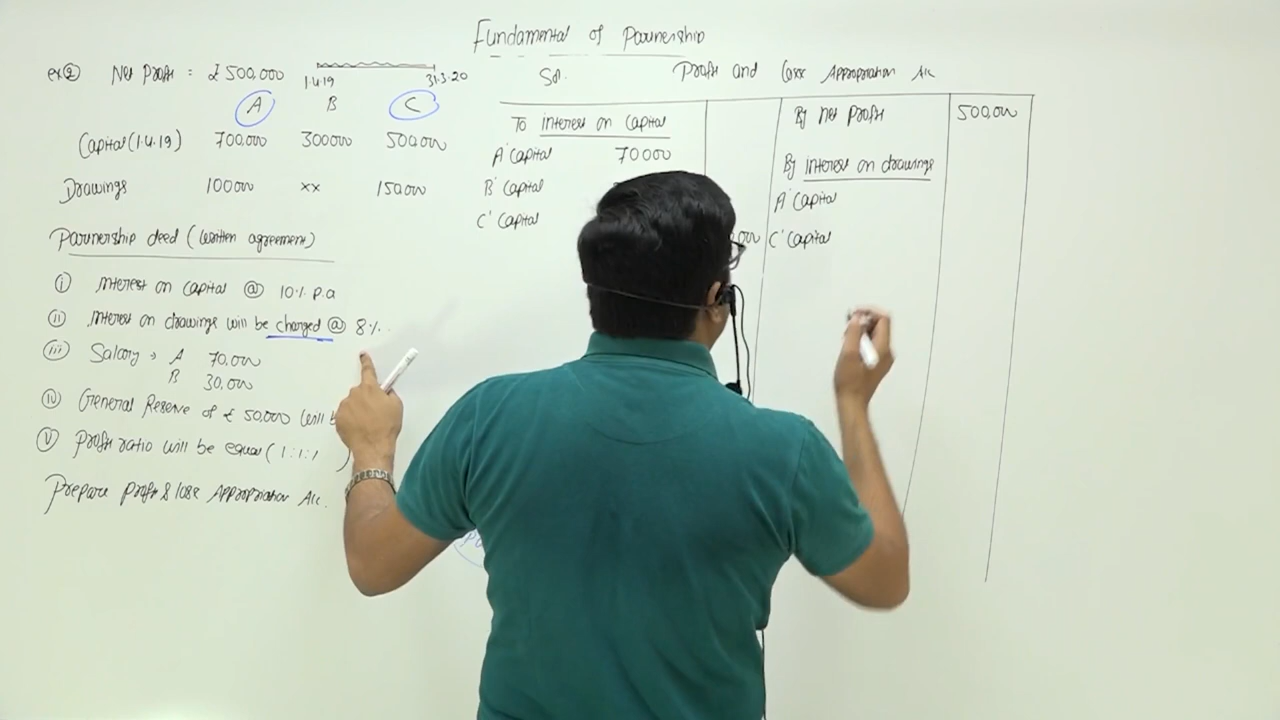 Fundamental of Partnership
ex② Net Profit = ₤ 500,000
1.4.19 31.3.20
A B C
Capital (1.4.19) 700,000 300000 500,000
Drawings 100000 xx 150,000
Partnership deed (written agreement)
i Interest on Capital @ 10% p.a
ii Interest on drawings will be charged @ 8%.
iii Salary → A 70,000
B 30,000
iv General Reserve of ₤ 50,000 will b
v Profit ratio will be equal (1:1:1
Prepare Profit & loss Appropriation A/c.
Sol. Profit and Loss Appropriation A/c
To Interest on Capital
A' Capital 70000
B' Capital
C' Capital
By Net Profit 500,000
By Interest on drawings
A' Capital
C' Capital